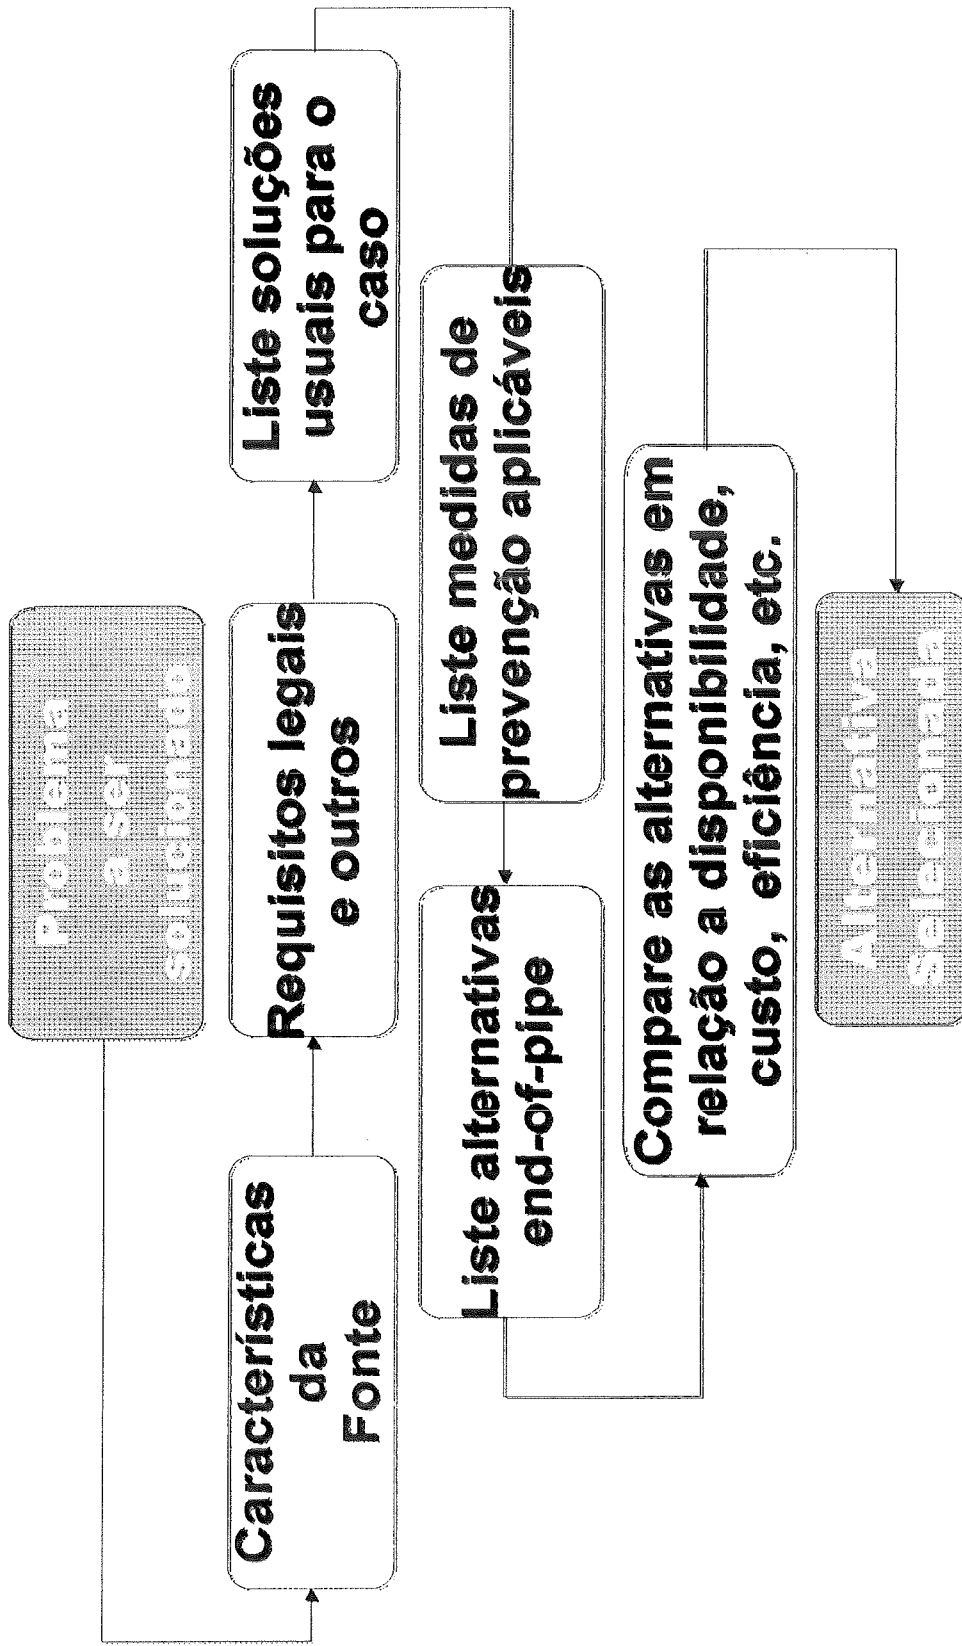 Problema
a ser
solucionado
Características
da
Fonte
Requisitos legais
e outros
Liste soluções
usuais para o
caso
Liste medidas de
prevenção aplicáveis
Liste alternativas
end-of-pipe
Compare as alternativas em
relação a disponibilidade,
custo, eficiência, etc.
Alternativa
Selecionada